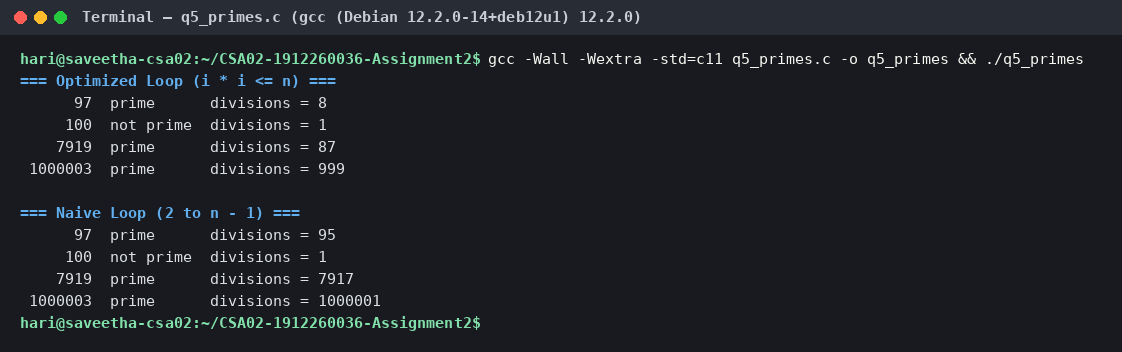 Terminal — q5_primes.c (gcc (Debian 12.2.0-14+deb12u1) 12.2.0)
hari@saveetha-csa02:~/CSA02-1912260036-Assignment2$ gcc -Wall -Wextra -std=c11 q5_primes.c -o q5_primes && ./q5_primes
=== Optimized Loop (i * i <= n) ===
97 prime divisions = 8
100 not prime divisions = 1
7919 prime divisions = 87
1000003 prime divisions = 999
=== Naive Loop (2 to n - 1) ===
97 prime divisions = 95
100 not prime divisions = 1
7919 prime divisions = 7917
1000003 prime divisions = 1000001
hari@saveetha-csa02:~/CSA02-1912260036-Assignment2$